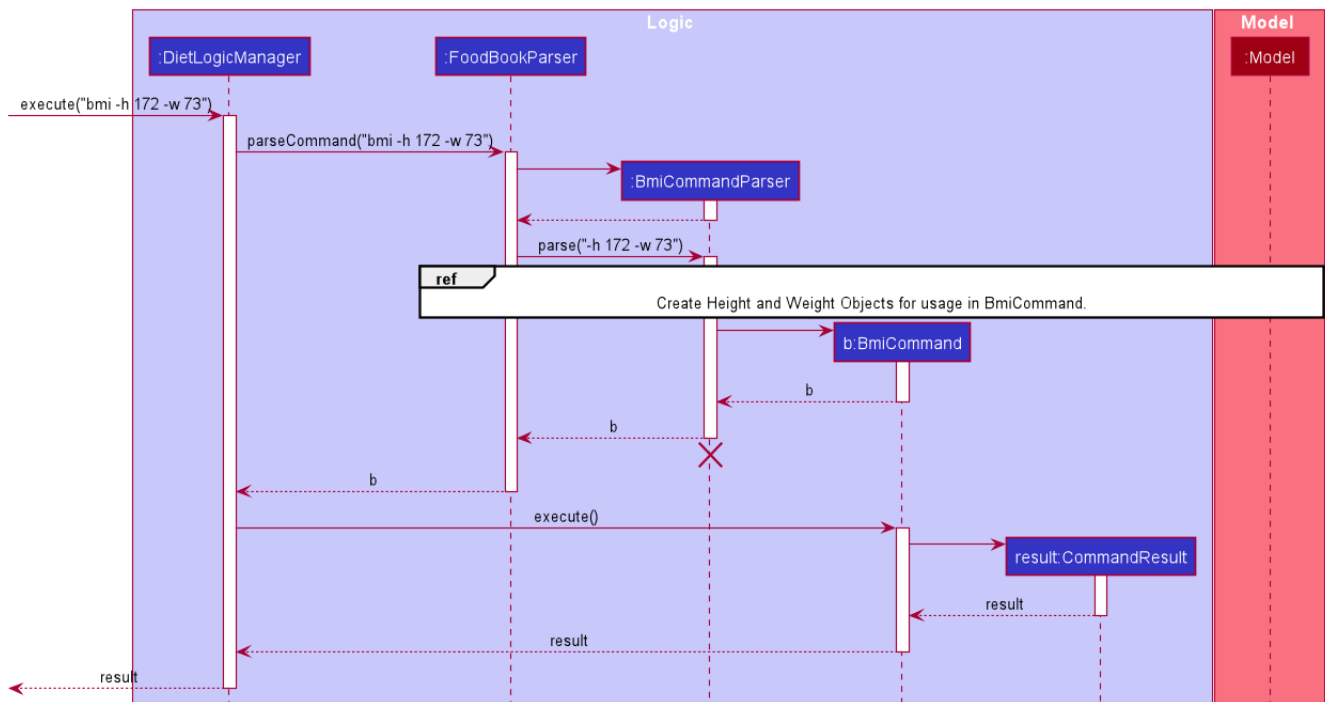 Logic
Model
:DietLogicManager
:FoodBookParser
:Model
execute("bmi -h 172 -w 73")
parseCommand("bmi -h 172 -w 73")
:BmiCommandParser
parse("-h 172 -w 73")
ref
Create Height and Weight Objects for usage in BmiCommand.
b:BmiCommand
b
b
b
execute()
result:CommandResult
result
result
result